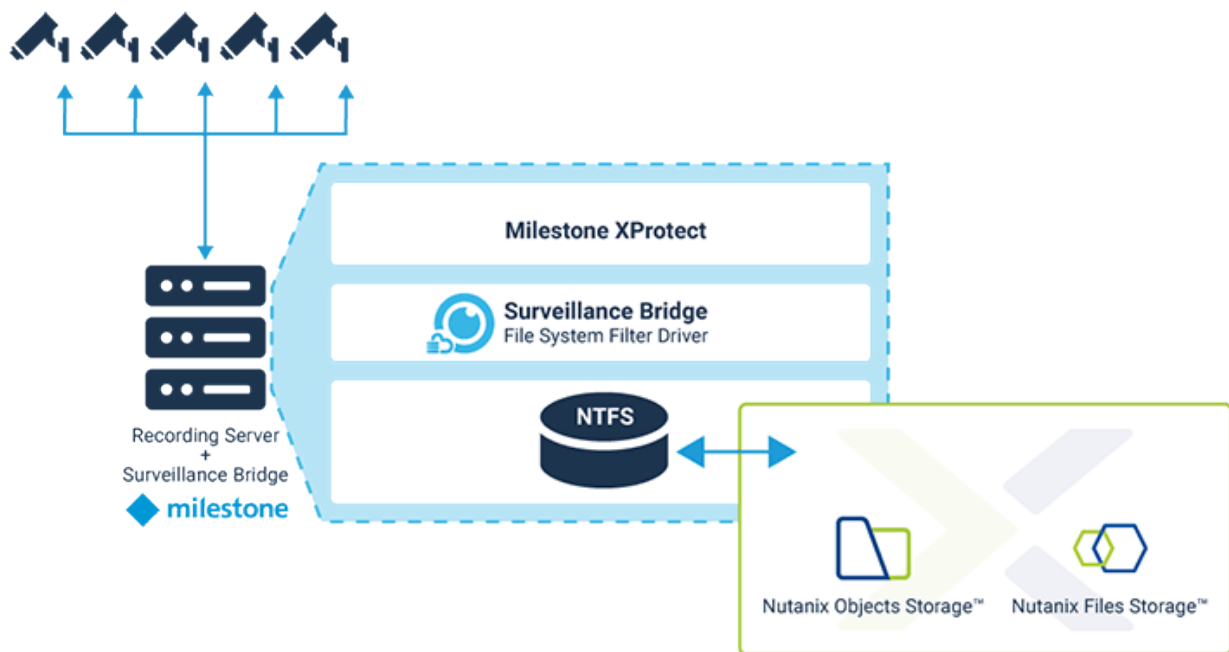 Milestone XProtect
Surveillance Bridge
File System Filter Driver
NTFS
Recording Server
+
Surveillance Bridge
milestone
Nutanix Objects Storage™
Nutanix Files Storage™